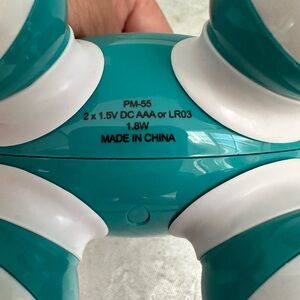 PM-55
2 x 1.5V DC AAA or LR03
1.8W
MADE IN CHINA